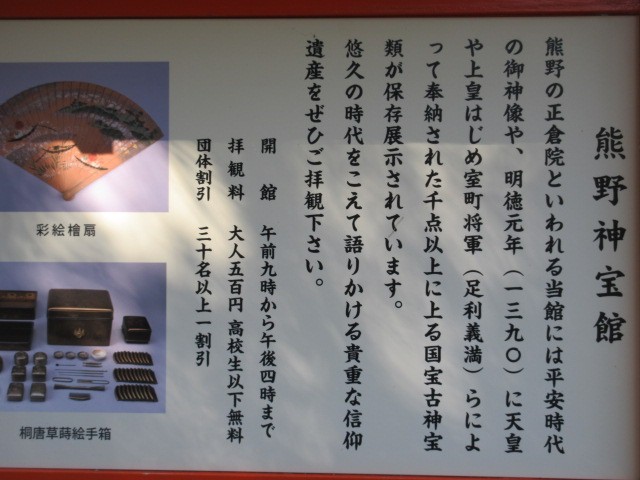 熊野神宝館
熊野の正倉院といわれる当館には平安時代
の御神像や、明徳元年（一三九〇）に天皇
や上皇はじめ室町将軍（足利義満）らによ
って奉納された千点以上に上る国宝古神宝
類が保存展示されています。
悠久の時代をこえて語りかける貴重な信仰
遺産をぜひご拝観下さい。
開館 午前九時から午後四時まで
拝観料 大人五百円 高校生以下無料
団体割引 三十名以上一割引
彩絵檜扇
桐唐草蒔絵手箱